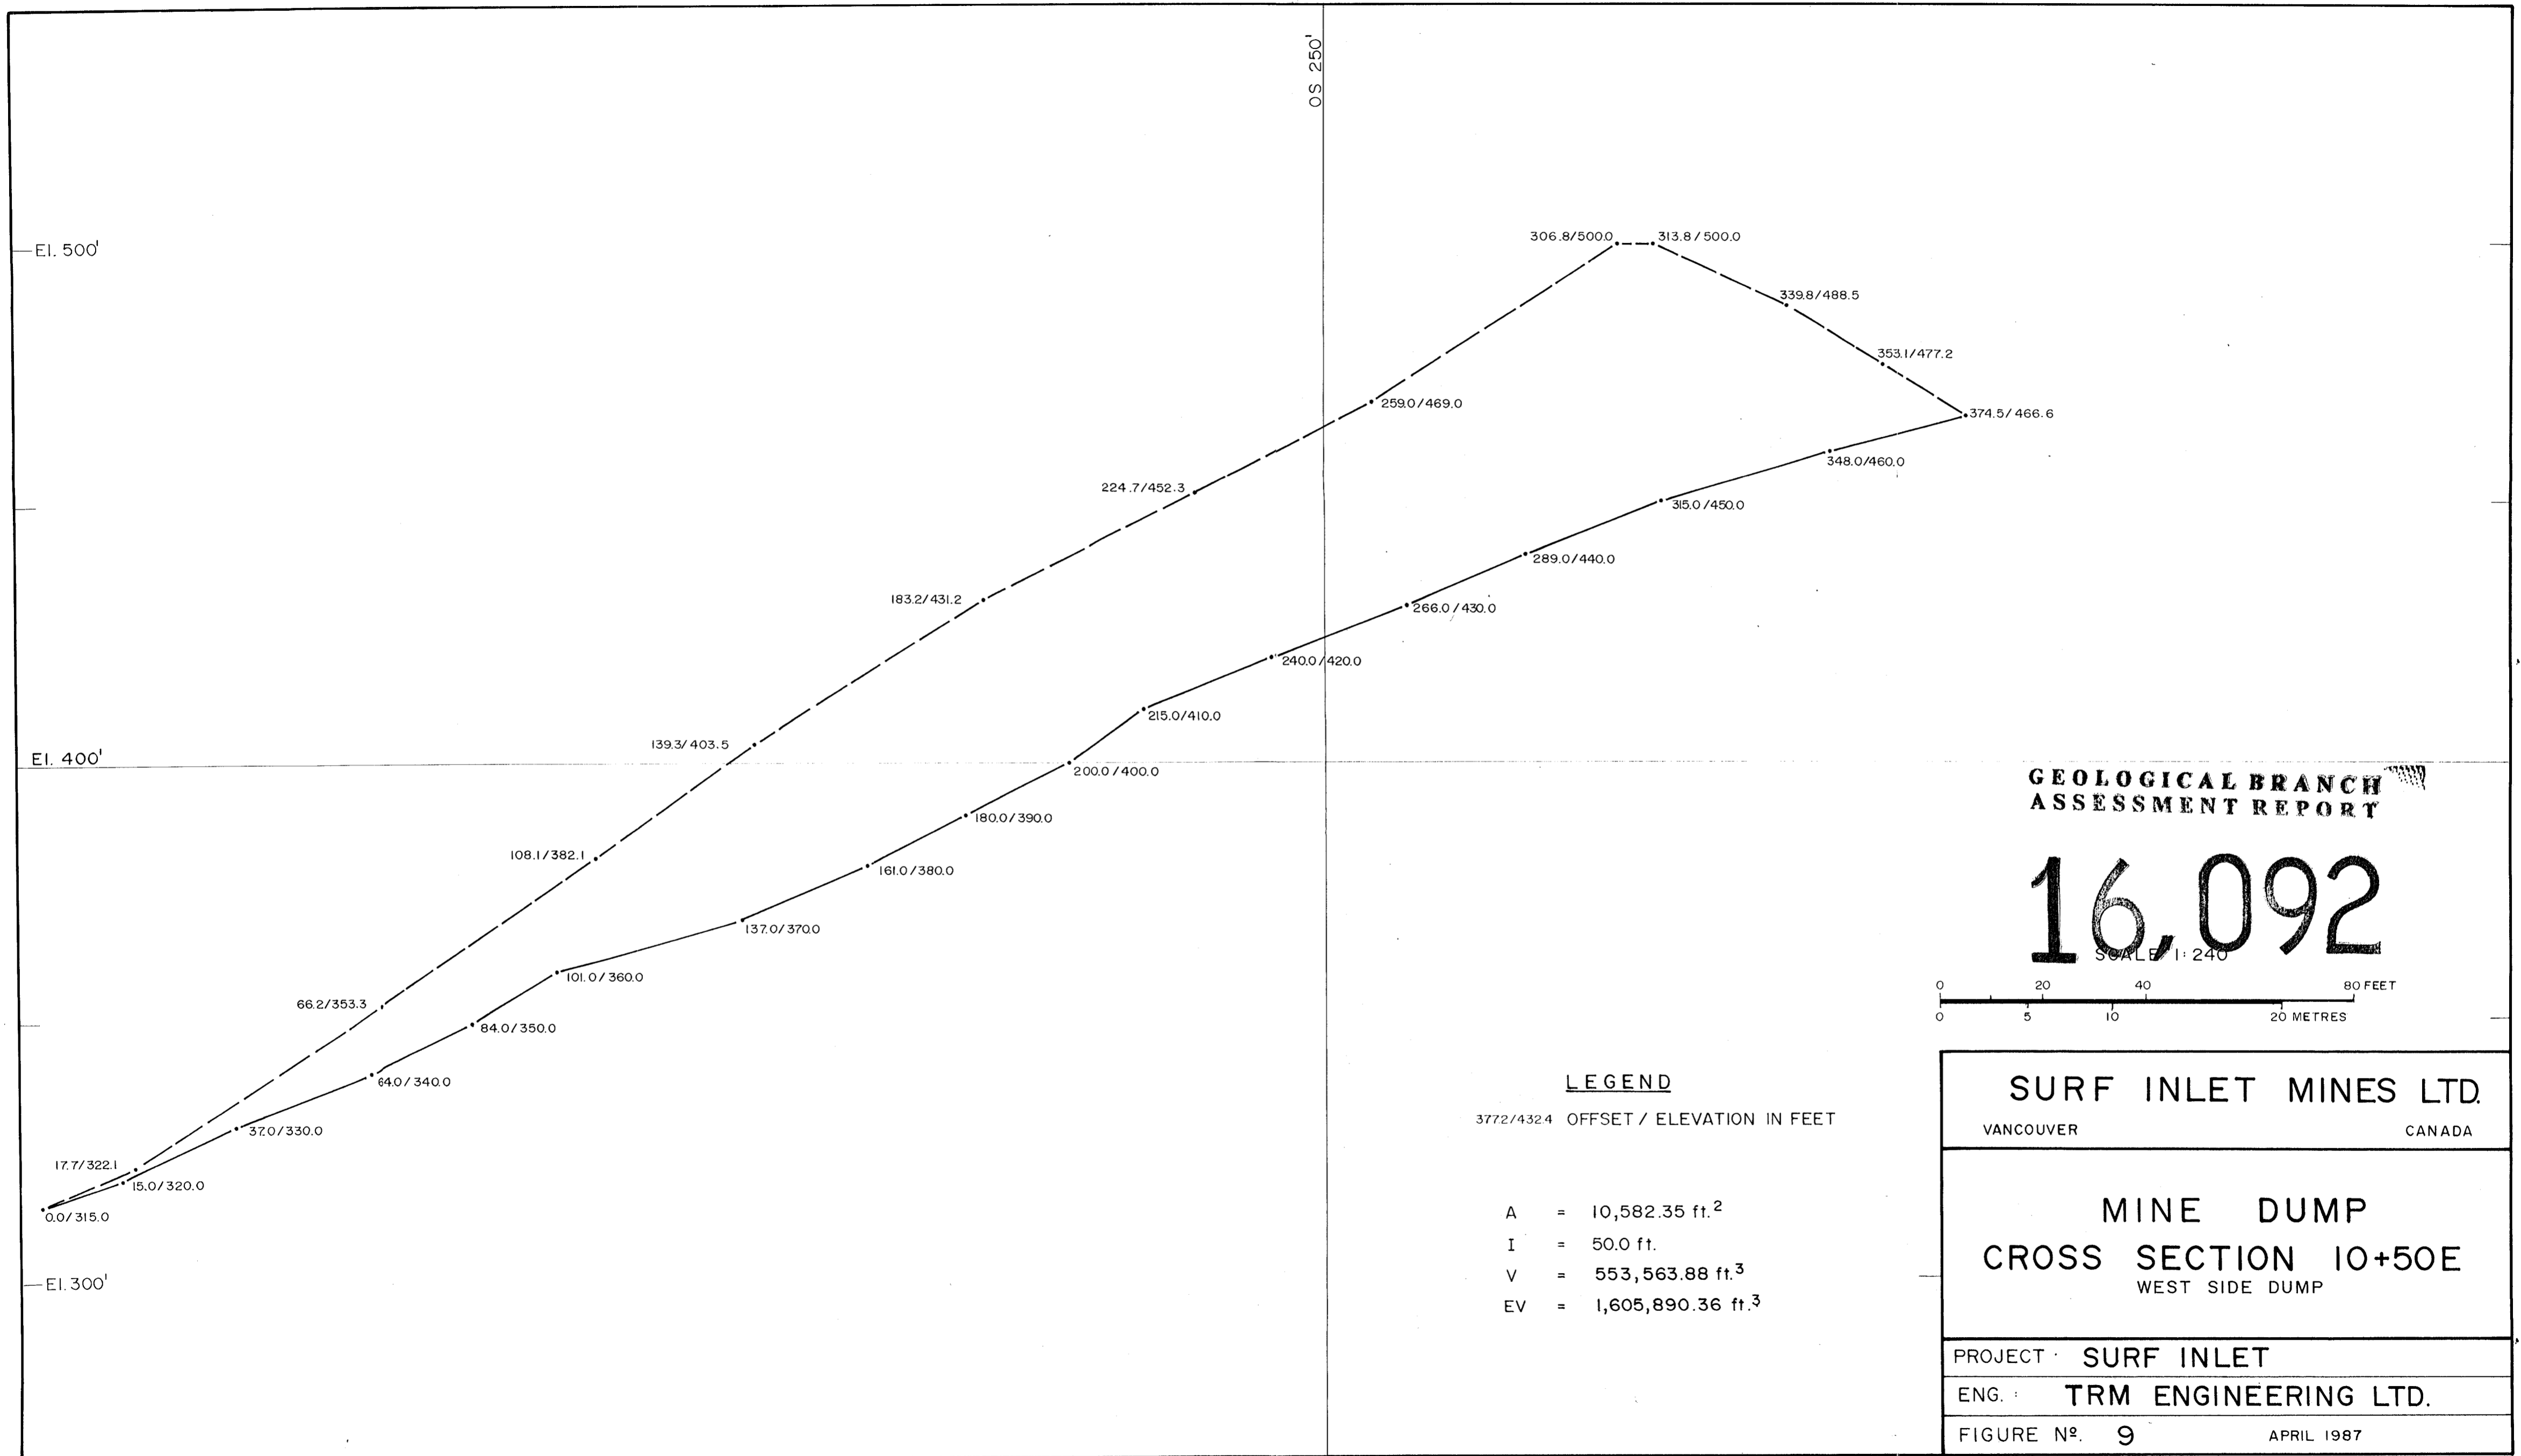 OS 250'
El. 500'
306.8/500.0
313.8/500.0
339.8/488.5
353.1/477.2
259.0/469.0
374.5/466.6
348.0/460.0
224.7/452.3
315.0/450.0
289.0/440.0
183.2/431.2
266.0/430.0
240.0/420.0
215.0/410.0
139.3/403.5
El. 400'
200.0/400.0
GEOLOGICAL BRANCH
ASSESSMENT REPORT
16,092
180.0/390.0
108.1/382.1
161.0/380.0
137.0/370.0
SCALE 1:240
101.0/360.0
0 20 40 80 FEET
0 5 10 20 METRES
66.2/353.3
84.0/350.0
64.0/340.0
37.0/330.0
17.7/322.1
15.0/320.0
0.0/315.0
El. 300'
LEGEND
377.2/432.4 OFFSET / ELEVATION IN FEET
A = 10,582.35 ft.2
I = 50.0 ft.
V = 553,563.88 ft.3
EV = 1,605,890.36 ft.3
SURF INLET MINES LTD.
VANCOUVER CANADA
MINE DUMP
CROSS SECTION 10+50E
WEST SIDE DUMP
PROJECT : SURF INLET
ENG. : TRM ENGINEERING LTD.
FIGURE Nº. 9 APRIL 1987